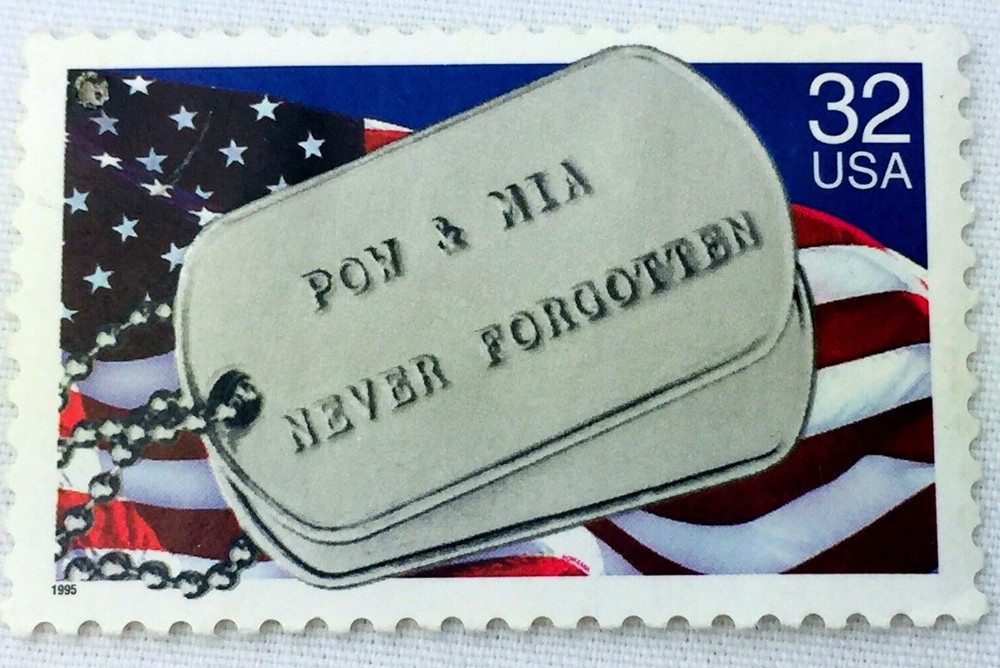 32
USA
POW & MIA
NEVER FORGOTTEN
1995